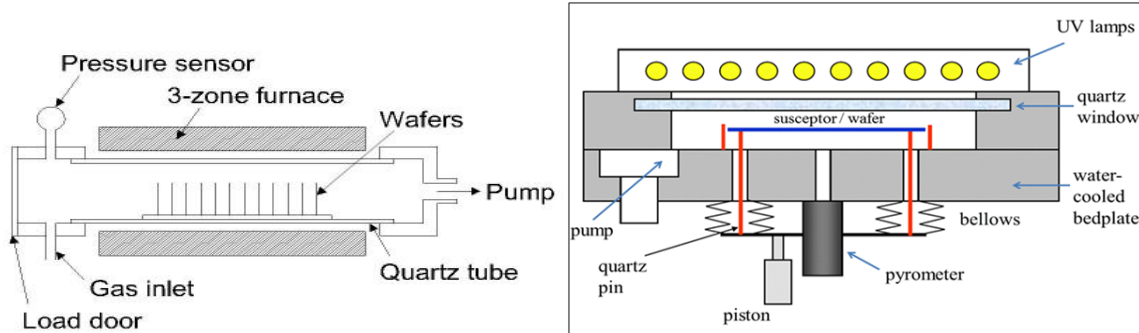 Pressure sensor
3-zone furnace
Wafers
Pump
Quartz tube
Gas inlet
Load door
UV lamps
quartz
window
susceptor / wafer
water-
cooled
bedplate
bellows
pump
quartz
pin
pyrometer
piston